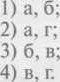 1) а, б;
2) а, г;
3) б, в;
4) в, г.